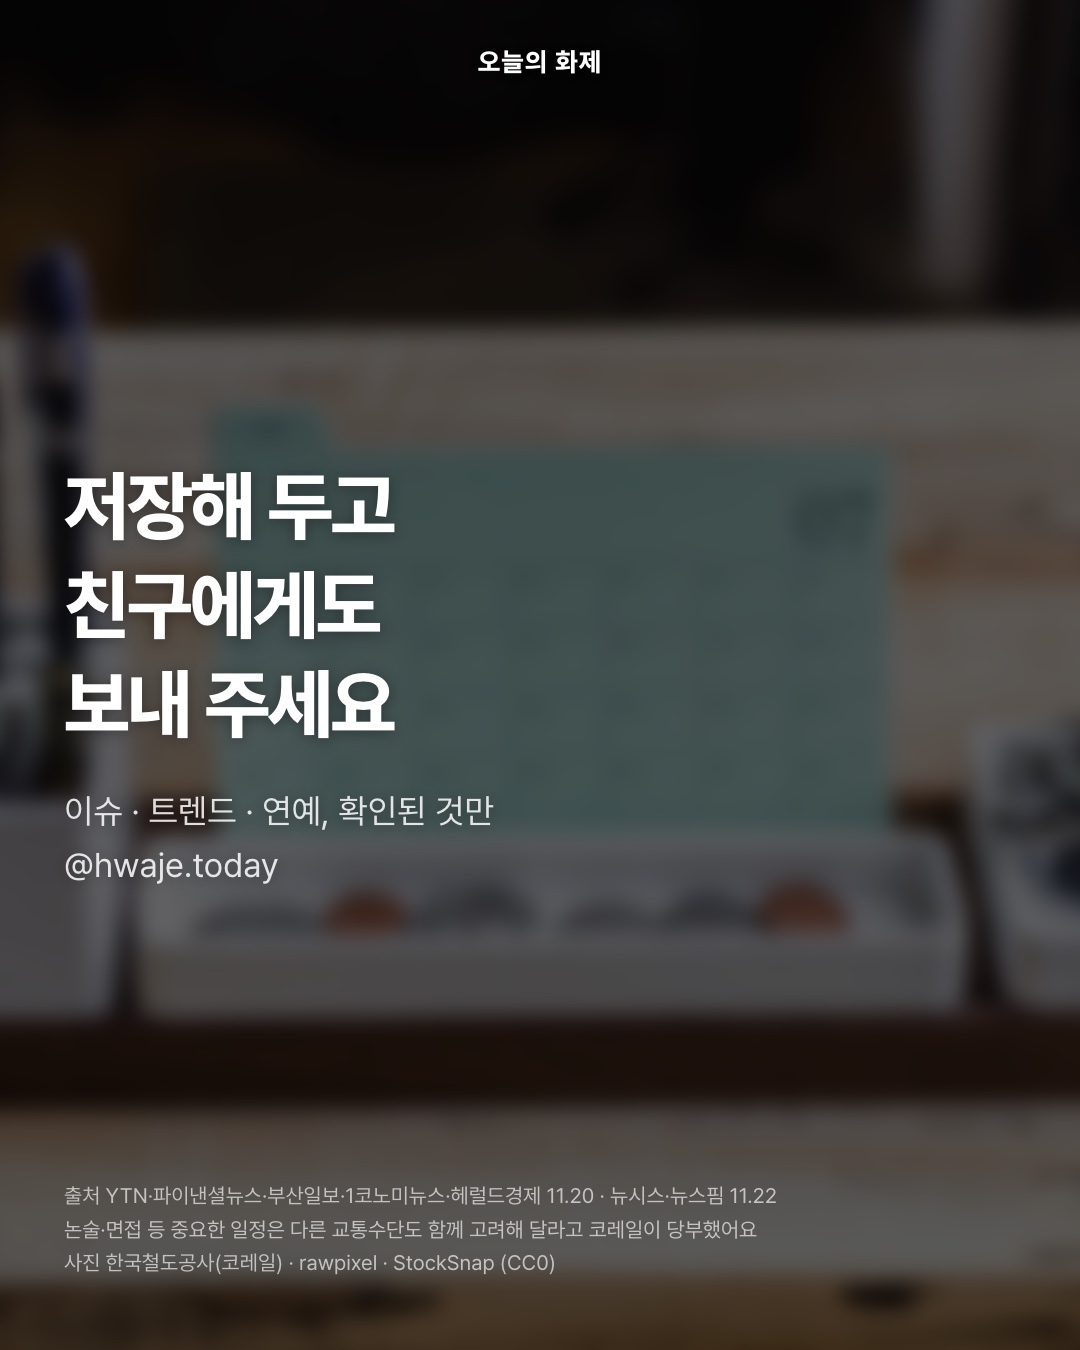 오늘의 화제
저장해 두고
친구에게도
보내 주세요
이슈 · 트렌드 · 연예, 확인된 것만
@hwaje.today
출처 YTN·파이낸셜뉴스·부산일보·1코노미뉴스·헤럴드경제 11.20 · 뉴시스·뉴스핌 11.22
논술·면접 등 중요한 일정은 다른 교통수단도 함께 고려해 달라고 코레일이 당부했어요
사진 한국철도공사(코레일) · rawpixel · StockSnap (CC0)